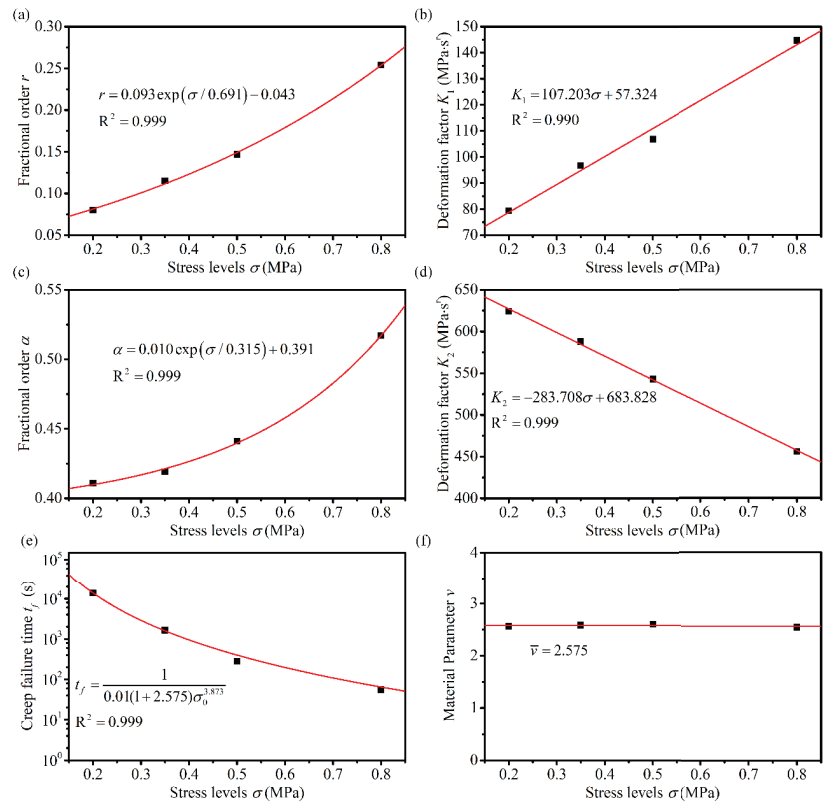 (a)
0.30
0.25
0.20
0.15
0.10
0.05
Fractional order r
r = 0.093 exp(σ / 0.691) − 0.043
R² = 0.999
0.2 0.3 0.4 0.5 0.6 0.7 0.8
Stress levels σ (MPa)
(b)
150
140
130
120
110
100
90
80
70
Deformation factor K₁ (MPa·sʳ)
K₁ = 107.203σ + 57.324
R² = 0.990
0.2 0.3 0.4 0.5 0.6 0.7 0.8
Stress levels σ (MPa)
(c)
0.55
0.50
0.45
0.40
Fractional order α
α = 0.010 exp(σ / 0.315) + 0.391
R² = 0.999
0.2 0.3 0.4 0.5 0.6 0.7 0.8
Stress levels σ (MPa)
(d)
650
600
550
500
450
400
Deformation factor K₂ (MPa·sʳ)
K₂ = −283.708σ + 683.828
R² = 0.999
0.2 0.3 0.4 0.5 0.6 0.7 0.8
Stress levels σ (MPa)
(e)
10⁵
10⁴
10³
10²
10¹
10⁰
Creep failure time t_f (s)
t_f = 1 / 0.01(1+2.575)σ₀^3.873
R² = 0.999
0.2 0.3 0.4 0.5 0.6 0.7 0.8
Stress levels σ (MPa)
(f)
4
3
2
1
0
Material Parameter v
v̅ = 2.575
0.2 0.3 0.4 0.5 0.6 0.7 0.8
Stress levels σ (MPa)